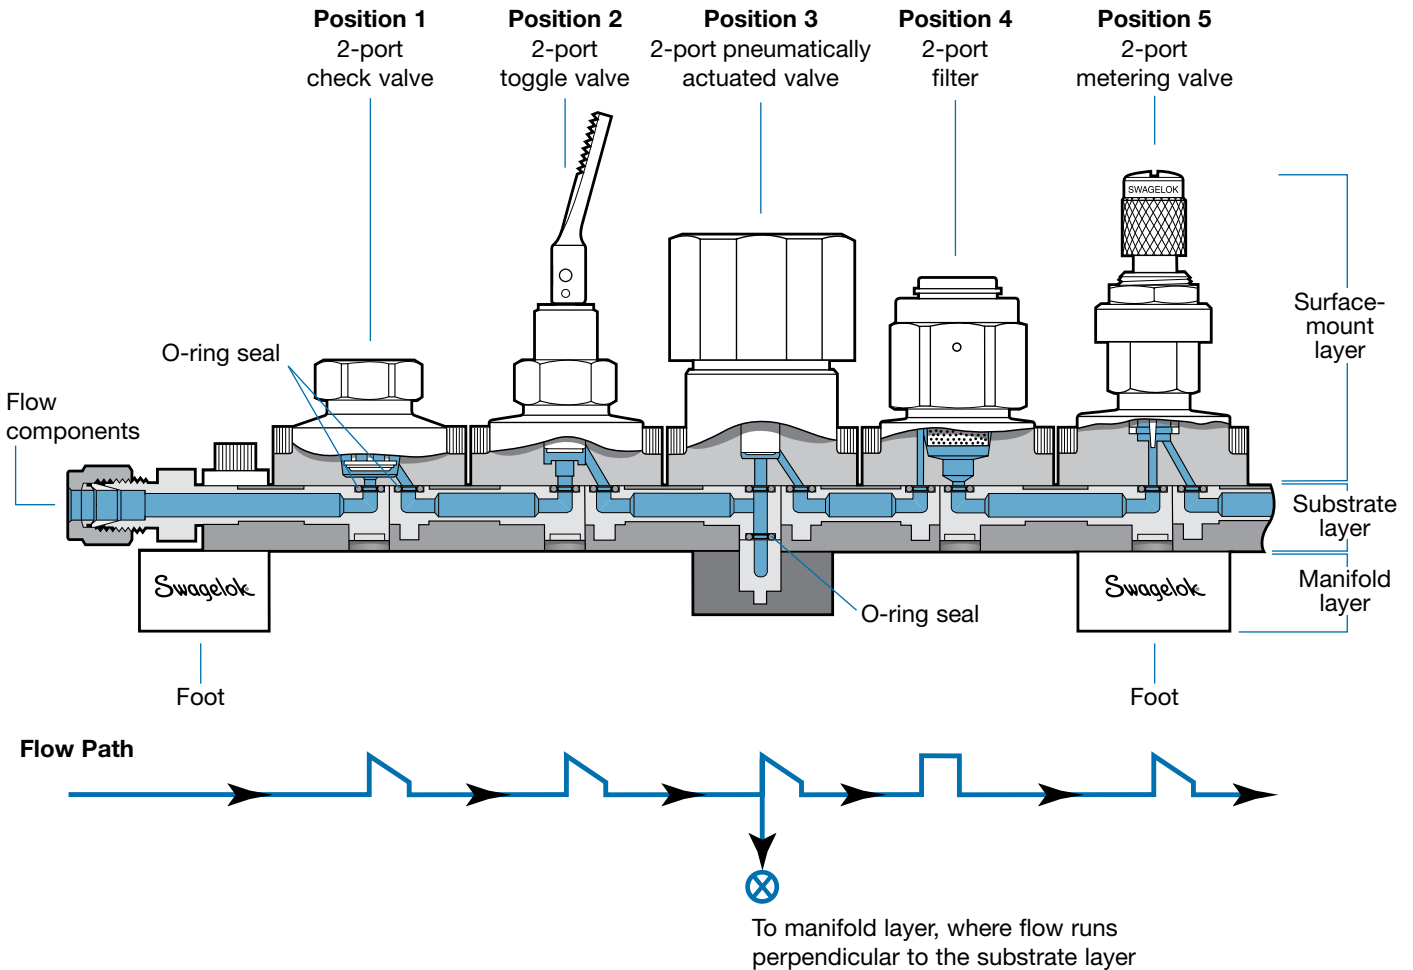 Position 1
2-port
check valve
Position 2
2-port
toggle valve
Position 3
2-port pneumatically
actuated valve
Position 4
2-port
filter
Position 5
2-port
metering valve
SWAGELOK
Surface-
mount
layer
O-ring seal
Flow
components
Substrate
layer
Swagelok®
Swagelok®
Manifold
layer
O-ring seal
Foot
Foot
Flow Path
To manifold layer, where flow runs
perpendicular to the substrate layer